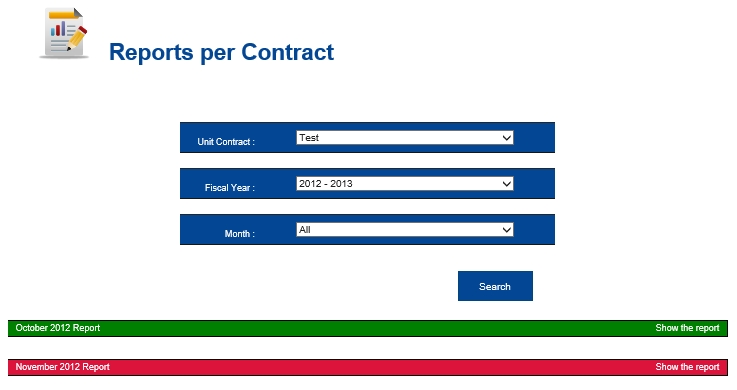 Reports per Contract
Unit Contract : Test
Fiscal Year : 2012 - 2013
Month : All
Search
October 2012 Report Show the report
November 2012 Report Show the report